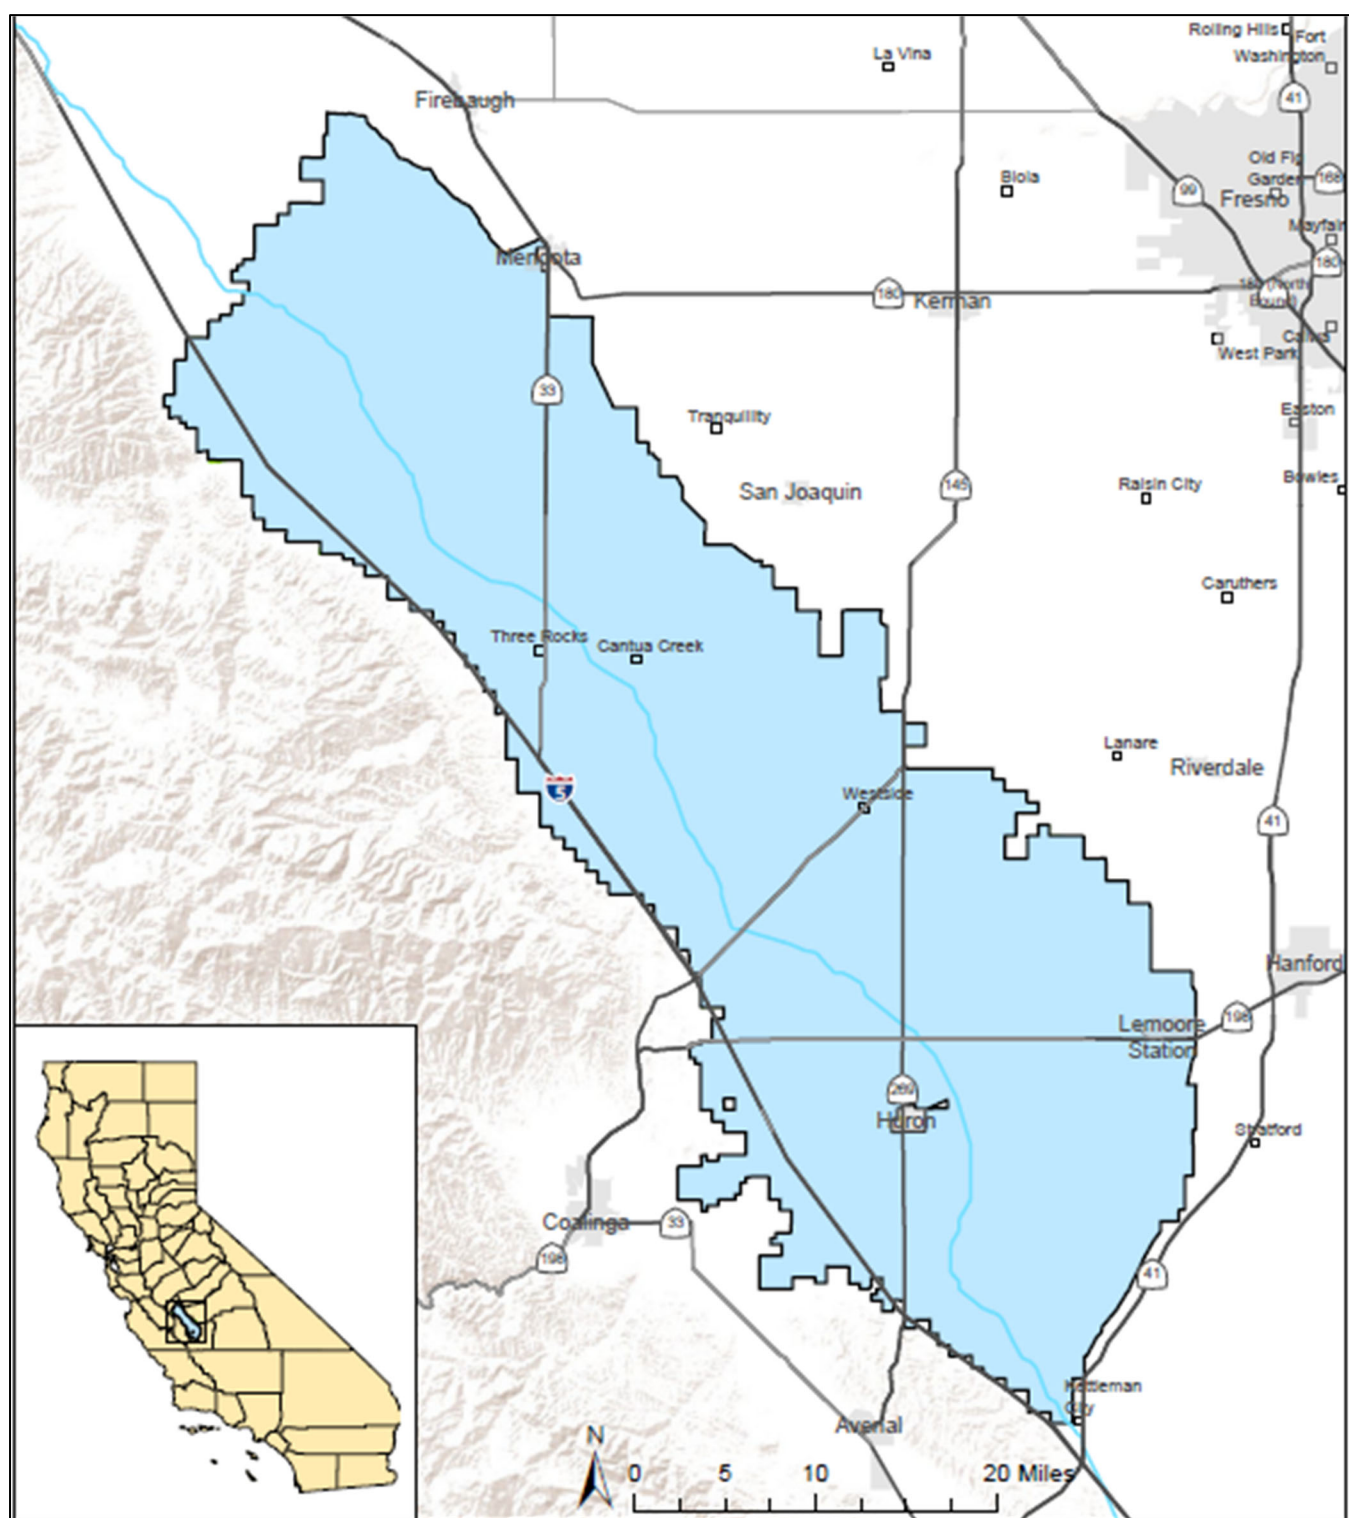 Rolling Hills
Fort
Washington
La Vina
Firebaugh
41
Biola
Old Fig
Garden
168
99
Fresno
Mayfair
Mendota
180
180 (North
Bound)
180
Kerman
Calwa
West Park
33
Tranquillity
Easton
San Joaquin
145
Raisin City
Bowles
Caruthers
Three Rocks
Cantua Creek
Lanare
Riverdale
5
Westside
41
Hanford
198
Lemoore
Station
269
Huron
Stratford
Coalinga
33
198
41
Kettleman
City
Avenal
N
0 5 10 20 Miles